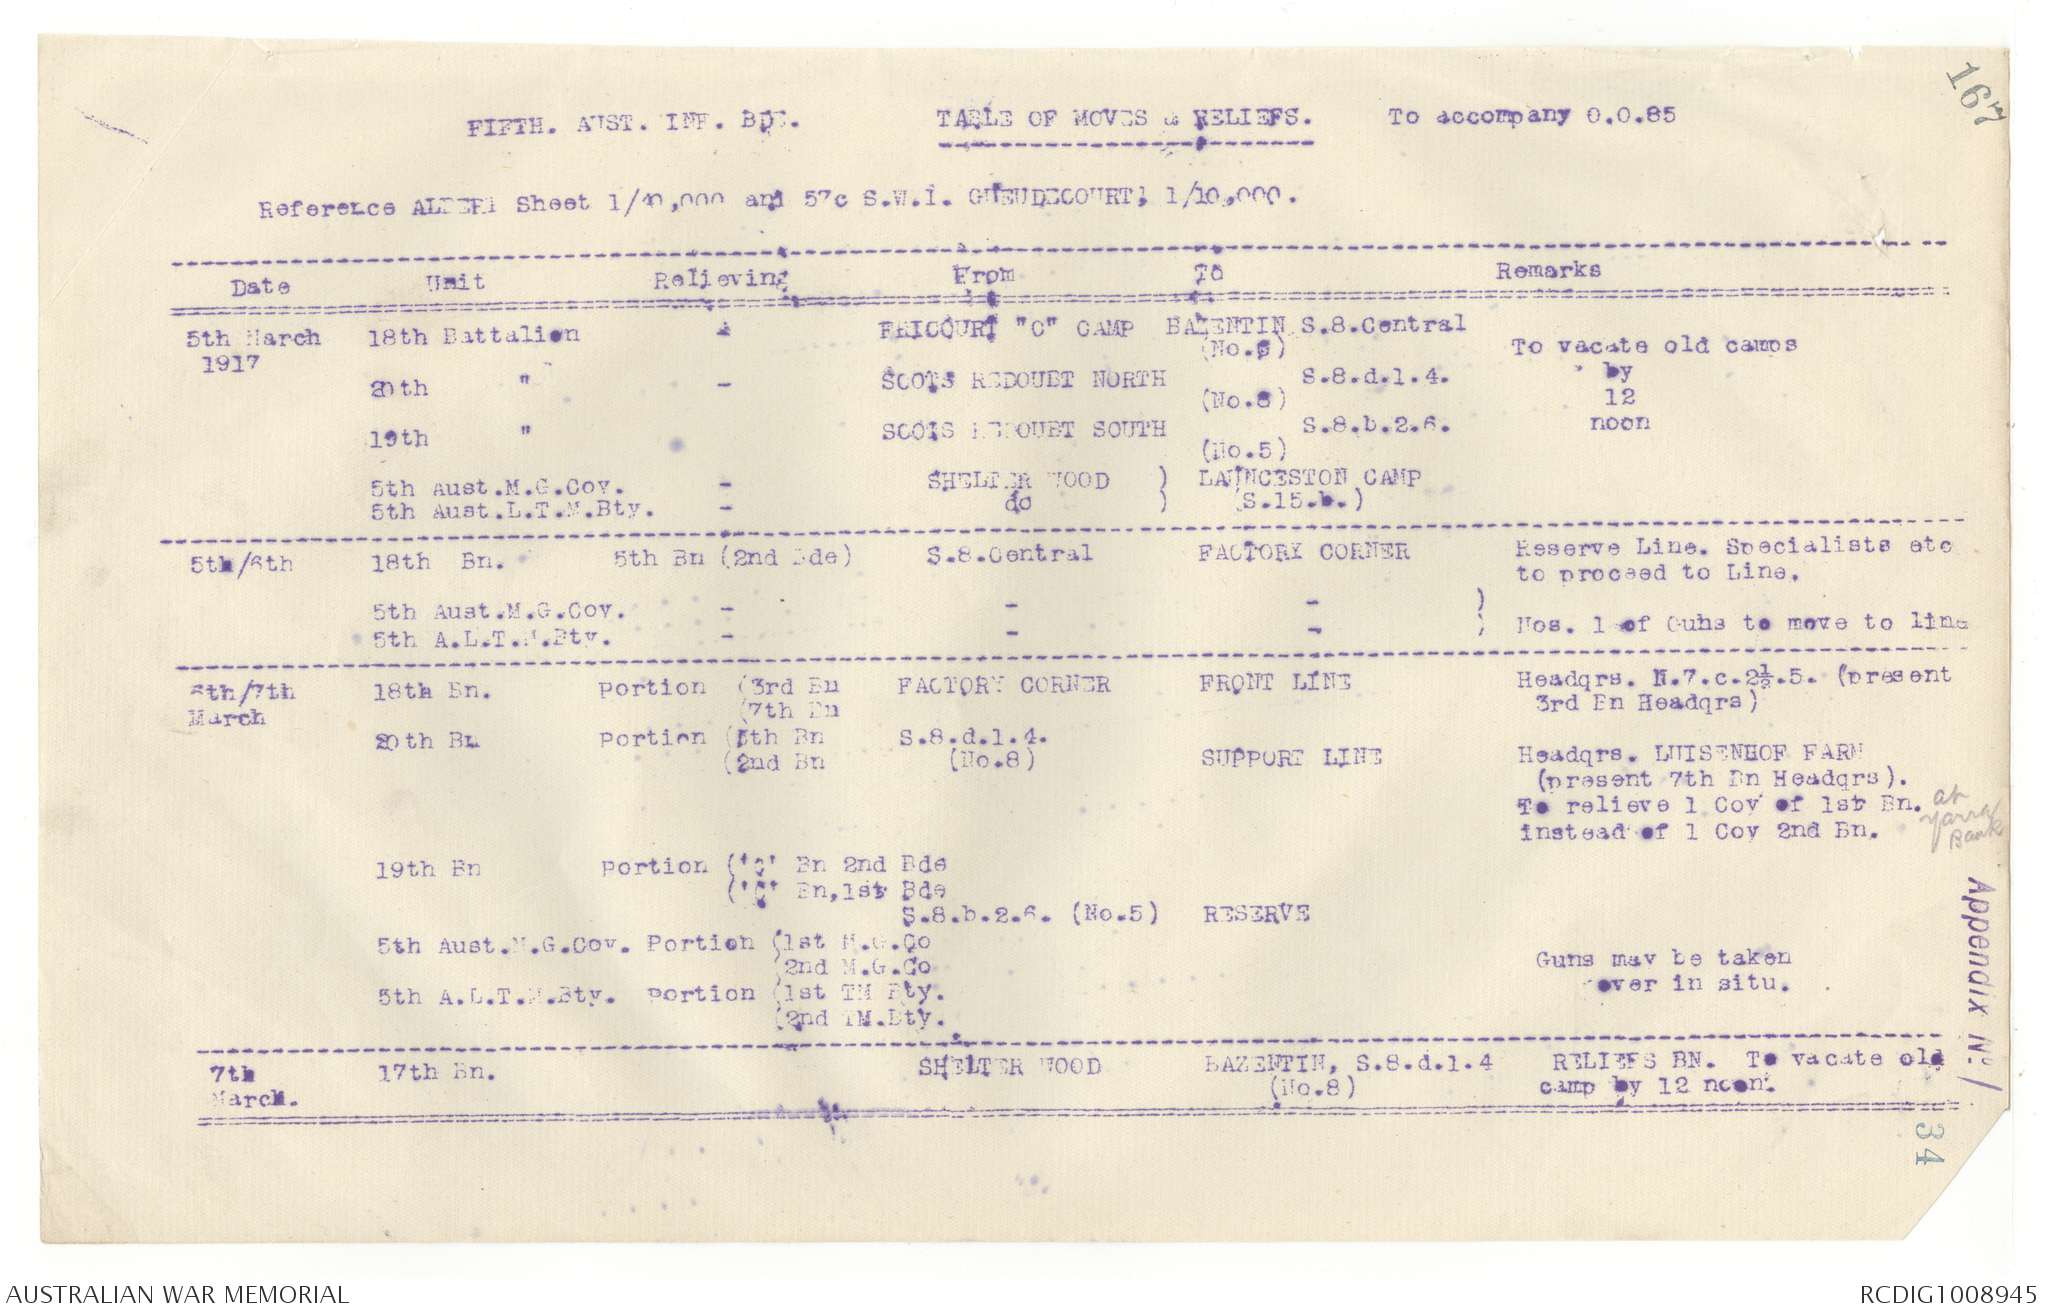 167
FIFTH. AUST. INF. BDE. TABLE OF MOVES & RELIEFS. To accompany O.O.85
Reference ALBERT Sheet 1/40,000 and 57c S.W.1. GUEUDECOURT, 1/10,000.
Date Unit Relieving From To Remarks
5th March 18th Battalion - FRICOURT "C" CAMP BAZENTIN S.8.Central
1917 (No.6) To vacate old camps
20th " - SCOTS REDOUBT NORTH S.8.d.1.4. by
(No.8) 12
19th " SCOTS REDOUBT SOUTH S.8.b.2.6. noon
(No.5)
5th Aust.M.G.Coy. - SHELTER WOOD ) LAUNCESTON CAMP
5th Aust.L.T.M.Bty. - do ) (S.15.b.)
5th/6th 18th Bn. 5th Bn (2nd Bde) S.8.Central FACTORY CORNER Reserve Line. Specialists etc
to proceed to Line.
5th Aust.M.G.Coy. - - - )
5th A.L.T.M.Bty. - - - ) Nos. 1 of Guns to move to line
6th/7th 18th Bn. portion (3rd Bn FACTORY CORNER FRONT LINE Headqrs. N.7.c.2½.5. (present
March (7th Bn 3rd Bn Headqrs)
20th Bn portion (5th Bn S.8.d.1.4.
(2nd Bn (No.8) SUPPORT LINE Headqrs. LUISENHOF FARM
(present 7th Bn Headqrs).
To relieve 1 Coy of 1st Bn. at
instead of 1 Coy 2nd Bn. Yarra
Bank
19th Bn portion ( Bn 2nd Bde
( Bn,1st Bde
S.8.b.2.6. (No.5) RESERVE
5th Aust.M.G.Coy. Portion (1st M.G.Co
(2nd M.G.Co Guns may be taken
5th A.L.T.M.Bty. portion (1st TM Bty. over in situ.
(2nd TM.Bty.
7th 17th Bn. SHELTER WOOD BAZENTIN, S.8.d.1.4 RELIEFS BN. To vacate old
March. (No.8) camp by 12 noon.
Appendix No. 1
34
AUSTRALIAN WAR MEMORIAL RCDIG1008945